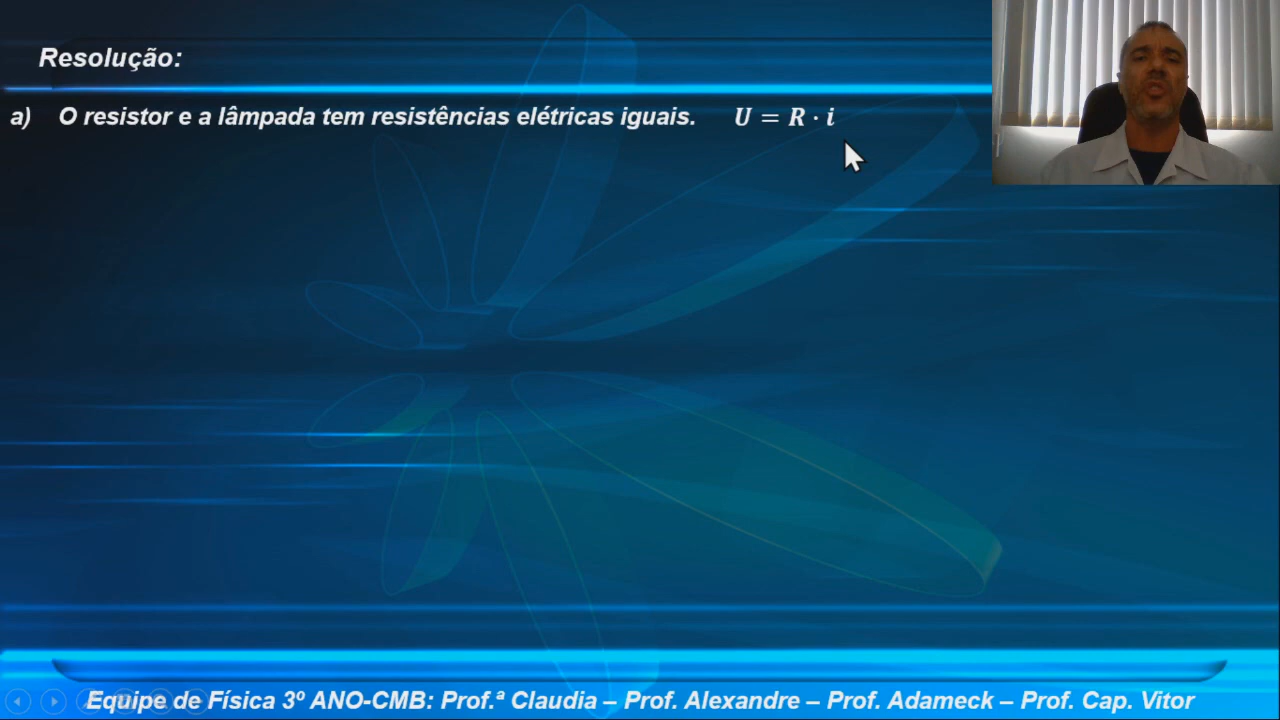 Resolução:
a) O resistor e a lâmpada tem resistências elétricas iguais. U = R · i
Equipe de Física 3º ANO-CMB: Prof.ª Claudia – Prof. Alexandre – Prof. Adameck – Prof. Cap. Vitor